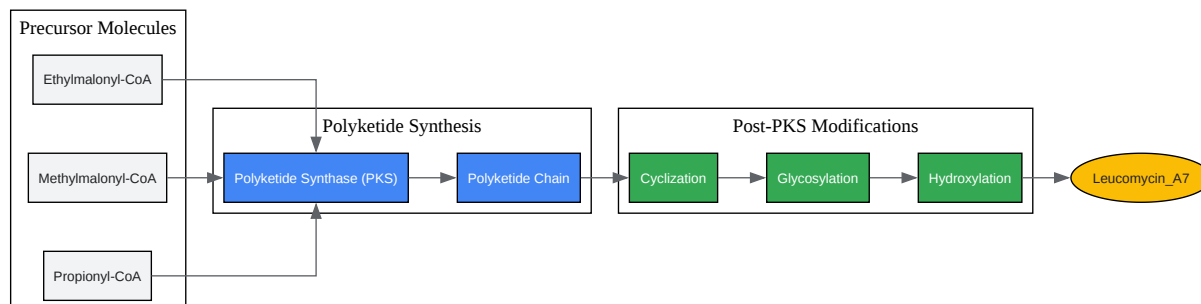 Precursor Molecules
Ethylmalonyl-CoA
Methylmalonyl-CoA
Propionyl-CoA
Polyketide Synthesis
Polyketide Synthase (PKS)
Polyketide Chain
Post-PKS Modifications
Cyclization
Glycosylation
Hydroxylation
Leucomycin_A7